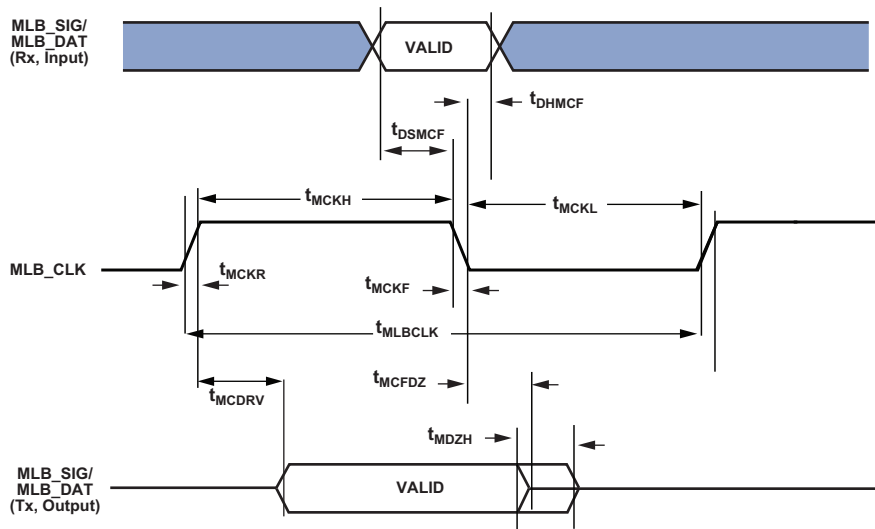 MLB_SIG/
MLB_DAT
(Rx, Input)
VALID
tDHMCF
tDSMCF
tMCKH
tMCKL
MLB_CLK
tMCKR
tMCKF
tMLBCLK
tMCDRV
tMCFDZ
tMDZH
MLB_SIG/
MLB_DAT
(Tx, Output)
VALID